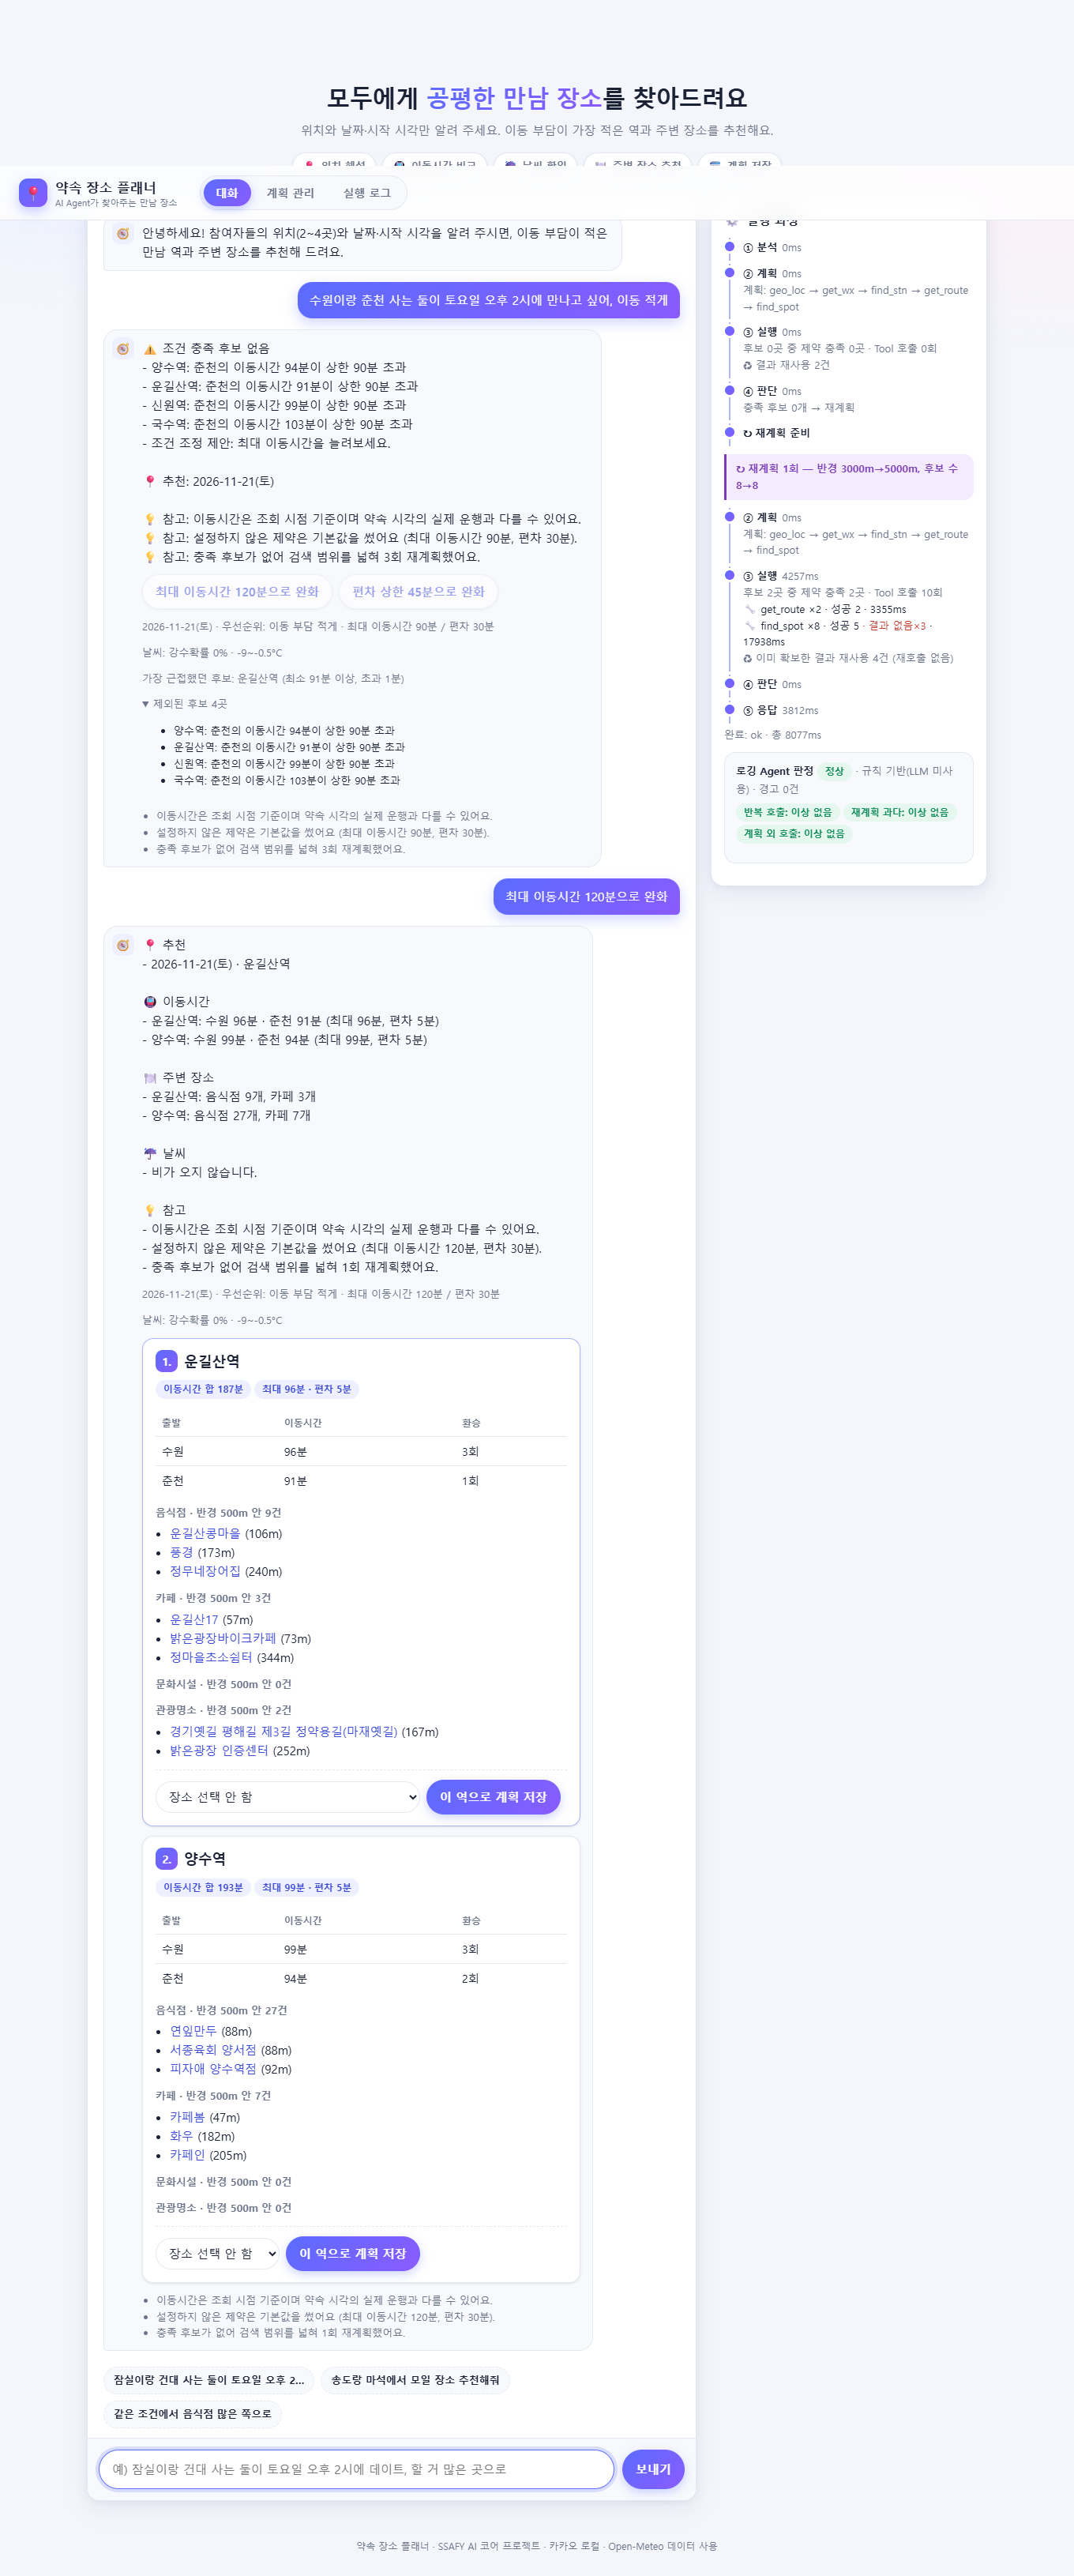 모두에게 공평한 만남 장소를 찾아드려요
위치와 날짜·시작 시각만 알려 주세요. 이동 부담이 가장 적은 역과 주변 장소를 추천해요.
약속 장소 플래너
AI Agent가 찾아주는 만남 장소
대화
계획 관리
실행 로그
안녕하세요! 참여자들의 위치(2~4곳)와 날짜·시작 시각을 알려 주시면, 이동 부담이 적은
만남 역과 주변 장소를 추천해 드려요.
수원이랑 춘천 사는 둘이 토요일 오후 2시에 만나고 싶어, 이동 적게
⚠️ 조건 충족 후보 없음
- 양수역: 춘천의 이동시간 94분이 상한 90분 초과
- 운길산역: 춘천의 이동시간 91분이 상한 90분 초과
- 신원역: 춘천의 이동시간 99분이 상한 90분 초과
- 국수역: 춘천의 이동시간 103분이 상한 90분 초과
- 조건 조정 제안: 최대 이동시간을 늘려보세요.
📍 추천: 2026-11-21(토)
💡 참고: 이동시간은 조회 시점 기준이며 약속 시각의 실제 운행과 다를 수 있어요.
💡 참고: 설정하지 않은 제약은 기본값을 썼어요 (최대 이동시간 90분, 편차 30분).
💡 참고: 충족 후보가 없어 검색 범위를 넓혀 3회 재계획했어요.
최대 이동시간 120분으로 완화
편차 상한 45분으로 완화
2026-11-21(토) · 우선순위: 이동 부담 적게 · 최대 이동시간 90분 / 편차 30분
날씨: 강수확률 0% · -9~-0.5°C
가장 근접했던 후보: 운길산역 (최소 91분 이상, 초과 1분)
▼ 제외된 후보 4곳
• 양수역: 춘천의 이동시간 94분이 상한 90분 초과
• 운길산역: 춘천의 이동시간 91분이 상한 90분 초과
• 신원역: 춘천의 이동시간 99분이 상한 90분 초과
• 국수역: 춘천의 이동시간 103분이 상한 90분 초과
• 이동시간은 조회 시점 기준이며 약속 시각의 실제 운행과 다를 수 있어요.
• 설정하지 않은 제약은 기본값을 썼어요 (최대 이동시간 90분, 편차 30분).
• 충족 후보가 없어 검색 범위를 넓혀 3회 재계획했어요.
최대 이동시간 120분으로 완화
📍 추천
- 2026-11-21(토) · 운길산역
🚇 이동시간
- 운길산역: 수원 96분 · 춘천 91분 (최대 96분, 편차 5분)
- 양수역: 수원 99분 · 춘천 94분 (최대 99분, 편차 5분)
🍽️ 주변 장소
- 운길산역: 음식점 9개, 카페 3개
- 양수역: 음식점 27개, 카페 7개
☂️ 날씨
- 비가 오지 않습니다.
💡 참고
- 이동시간은 조회 시점 기준이며 약속 시각의 실제 운행과 다를 수 있어요.
- 설정하지 않은 제약은 기본값을 썼어요 (최대 이동시간 120분, 편차 30분).
- 충족 후보가 없어 검색 범위를 넓혀 1회 재계획했어요.
2026-11-21(토) · 우선순위: 이동 부담 적게 · 최대 이동시간 120분 / 편차 30분
날씨: 강수확률 0% · -9~-0.5°C
1. 운길산역
이동시간 합 187분 최대 96분 · 편차 5분
출발 이동시간 환승
수원 96분 3회
춘천 91분 1회
음식점 · 반경 500m 안 9건
• 운길산콩마을 (106m)
• 풍경 (173m)
• 정무네장어집 (240m)
카페 · 반경 500m 안 3건
• 운길산17 (57m)
• 밝은광장바이크카페 (73m)
• 정마을초소쉼터 (344m)
문화시설 · 반경 500m 안 0건
관광명소 · 반경 500m 안 2건
• 경기옛길 평해길 제3길 정약용길(마재옛길) (167m)
• 밝은광장 인증센터 (252m)
장소 선택 안 함
이 역으로 계획 저장
2. 양수역
이동시간 합 193분 최대 99분 · 편차 5분
출발 이동시간 환승
수원 99분 3회
춘천 94분 2회
음식점 · 반경 500m 안 27건
• 연잎만두 (88m)
• 서종육회 양서점 (88m)
• 피자애 양수역점 (92m)
카페 · 반경 500m 안 7건
• 카페봄 (47m)
• 화우 (182m)
• 카페인 (205m)
문화시설 · 반경 500m 안 0건
관광명소 · 반경 500m 안 0건
장소 선택 안 함
이 역으로 계획 저장
• 이동시간은 조회 시점 기준이며 약속 시각의 실제 운행과 다를 수 있어요.
• 설정하지 않은 제약은 기본값을 썼어요 (최대 이동시간 120분, 편차 30분).
• 충족 후보가 없어 검색 범위를 넓혀 1회 재계획했어요.
잠실이랑 건대 사는 둘이 토요일 오후 2...
송도랑 마석에서 모일 장소 추천해줘
같은 조건에서 음식점 많은 쪽으로
예) 잠실이랑 건대 사는 둘이 토요일 오후 2시에 데이트, 할 거 많은 곳으로
보내기
① 분석 0ms
② 계획 0ms
계획: geo_loc → get_wx → find_stn → get_route
→ find_spot
③ 실행 0ms
후보 0곳 중 제약 충족 0곳 · Tool 호출 0회
♻ 결과 재사용 2건
④ 판단 0ms
충족 후보 0개 → 재계획
↻ 재계획 준비
↻ 재계획 1회 — 반경 3000m→5000m, 후보 수
8→8
② 계획 0ms
계획: geo_loc → get_wx → find_stn → get_route
→ find_spot
③ 실행 4257ms
후보 2곳 중 제약 충족 2곳 · Tool 호출 10회
🔧 get_route ×2 · 성공 2 · 3355ms
🔧 find_spot ×8 · 성공 5 · 결과 없음×3 ·
17938ms
♻ 이미 확보한 결과 재사용 4건 (재호출 없음)
④ 판단 0ms
⑤ 응답 3812ms
완료: ok · 총 8077ms
로깅 Agent 판정 정상 · 규칙 기반(LLM 미사
용) · 경고 0건
반복 호출: 이상 없음 재계획 과다: 이상 없음
계획 외 호출: 이상 없음
약속 장소 플래너 · SSAFY AI 코어 프로젝트 · 카카오 로컬 · Open-Meteo 데이터 사용